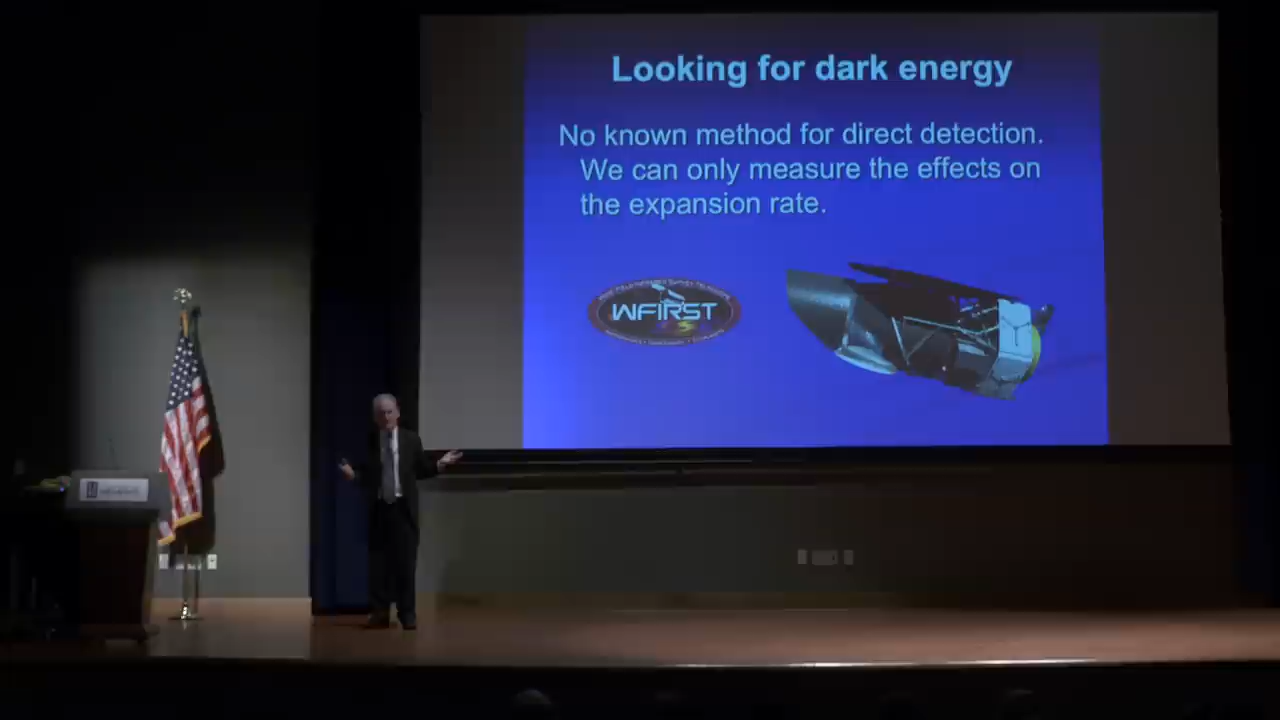 Looking for dark energy
No known method for direct detection.
We can only measure the effects on
the expansion rate.
WFIRST